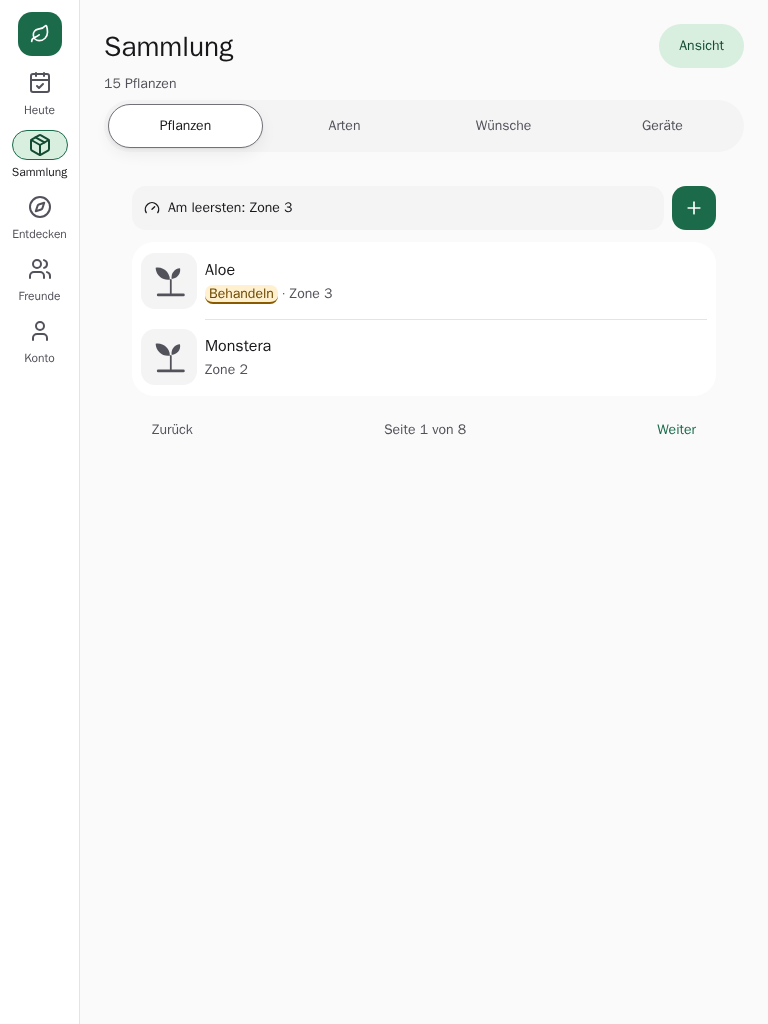 Sammlung
Ansicht
15 Pflanzen
Heute
Sammlung
Entdecken
Freunde
Konto
Pflanzen
Arten
Wünsche
Geräte
Am leersten: Zone 3
Aloe
Behandeln · Zone 3
Monstera
Zone 2
Zurück
Seite 1 von 8
Weiter